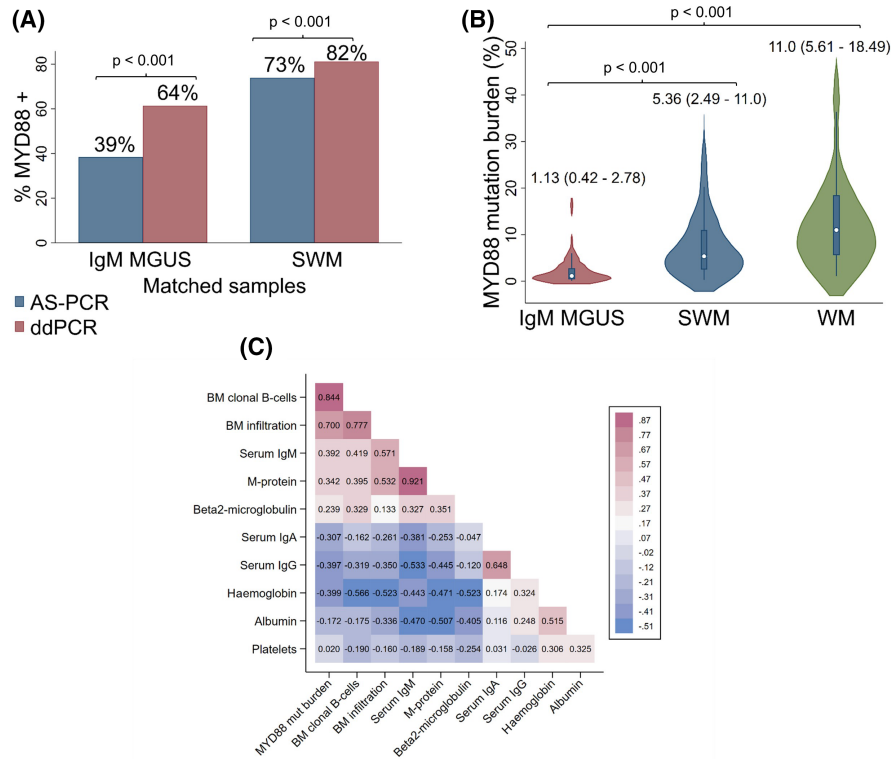 (A)
p < 0.001
p < 0.001
82%
73%
64%
39%
% MYD88 +
80
60
40
20
0
IgM MGUS SWM
Matched samples
AS-PCR
ddPCR
(B)
p < 0.001
11.0 (5.61 - 18.49)
p < 0.001
5.36 (2.49 - 11.0)
1.13 (0.42 - 2.78)
MYD88 mutation burden (%)
50
40
30
20
10
0
IgM MGUS SWM WM
(C)
BM clonal B-cells 0.844
BM infiltration 0.700 0.777
Serum IgM 0.392 0.419 0.571
M-protein 0.342 0.395 0.532 0.921
Beta2-microglobulin 0.239 0.329 0.133 0.327 0.351
Serum IgA -0.307 -0.162 -0.261 -0.381 -0.253 -0.047
Serum IgG -0.397 -0.319 -0.350 -0.533 -0.445 -0.120 0.648
Haemoglobin -0.399 -0.566 -0.523 -0.443 -0.471 -0.523 0.174 0.324
Albumin -0.172 -0.175 -0.336 -0.470 -0.507 -0.405 0.116 0.248 0.515
Platelets 0.020 -0.190 -0.160 -0.189 -0.158 -0.254 0.031 -0.026 0.306 0.325
MYD88 mut burden
BM clonal B-cells
BM infiltration
Serum IgM
M-protein
Beta2-microglobulin
Serum IgA
Serum IgG
Haemoglobin
Albumin
.87
.77
.67
.57
.47
.37
.27
.17
.07
-.02
-.12
-.21
-.31
-.41
-.51